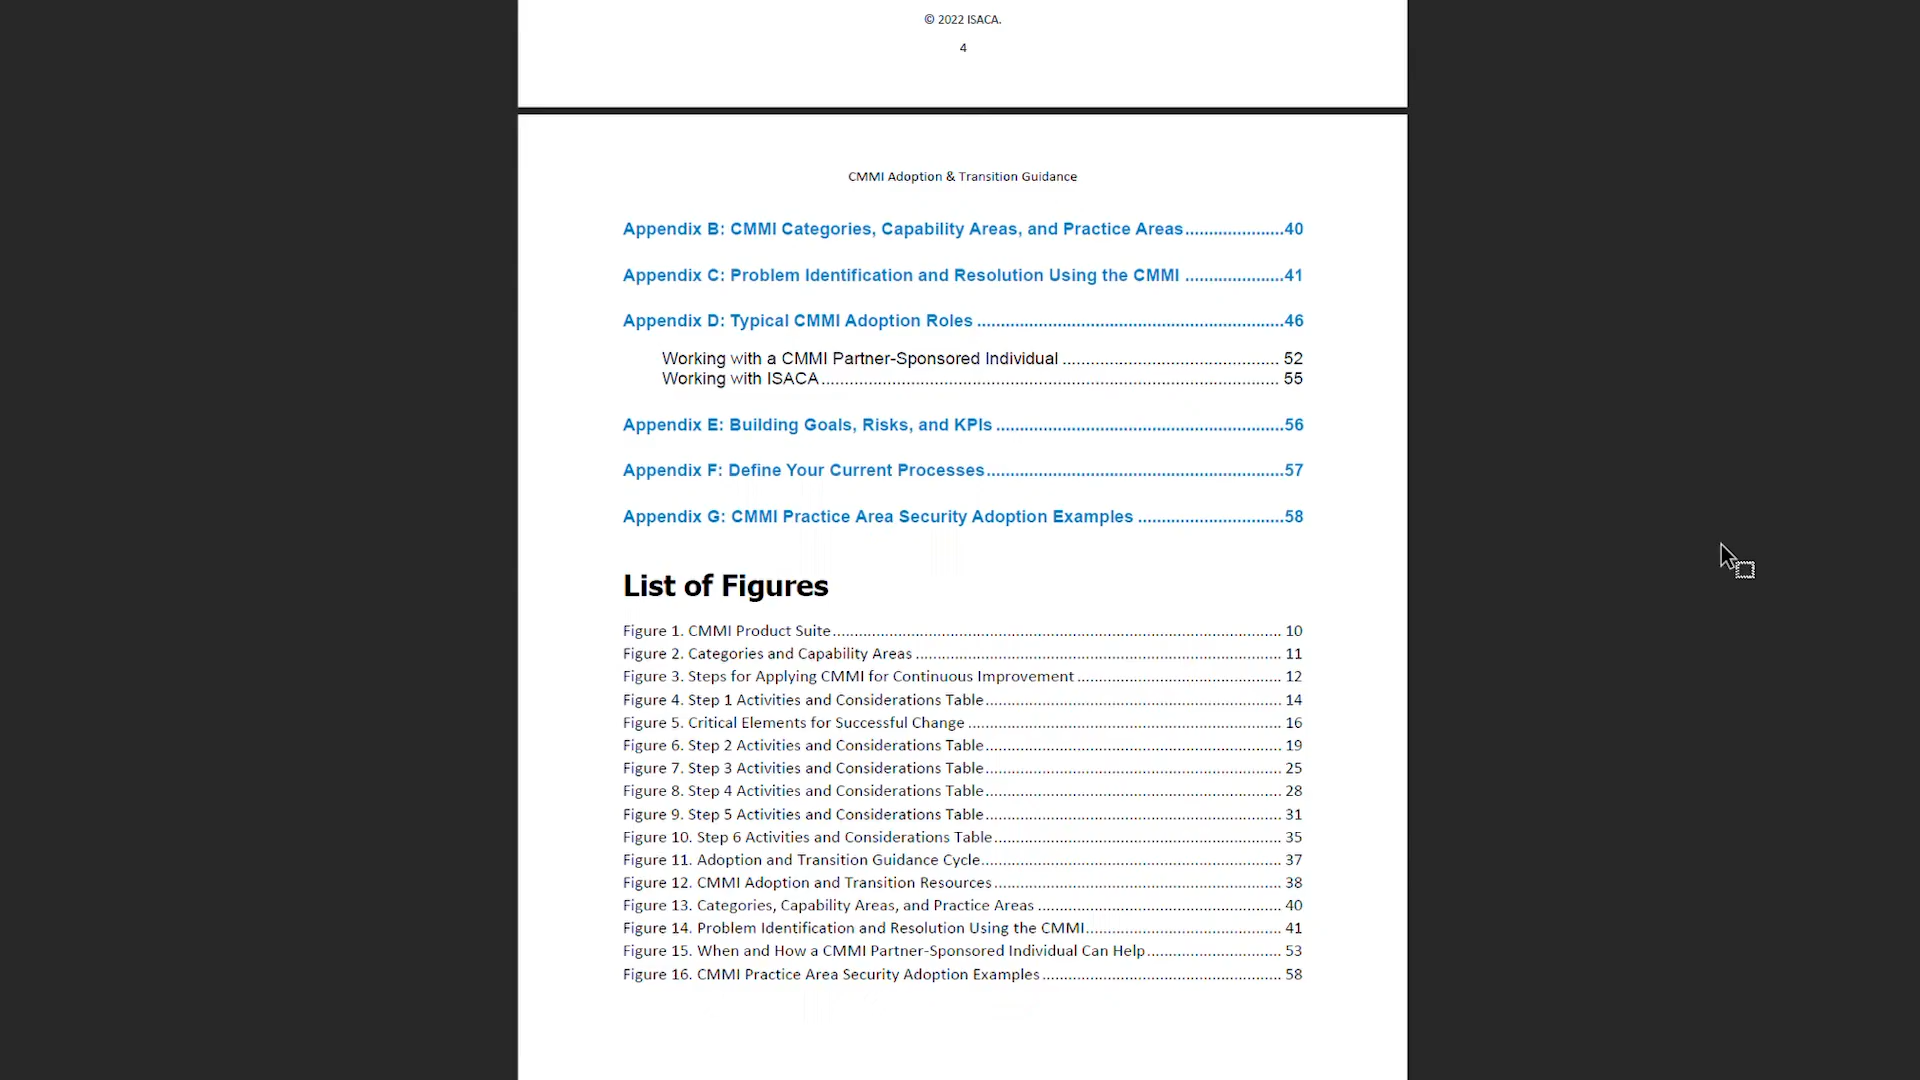 © 2022 ISACA.
4
CMMI Adoption & Transition Guidance
Appendix B: CMMI Categories, Capability Areas, and Practice Areas.....................40
Appendix C: Problem Identification and Resolution Using the CMMI .....................41
Appendix D: Typical CMMI Adoption Roles .................................................................46
Working with a CMMI Partner-Sponsored Individual ............................................... 52
Working with ISACA.................................................................................................... 55
Appendix E: Building Goals, Risks, and KPIs .............................................................56
Appendix F: Define Your Current Processes...............................................................57
Appendix G: CMMI Practice Area Security Adoption Examples ...............................58
List of Figures
Figure 1. CMMI Product Suite.................................................................................................... 10
Figure 2. Categories and Capability Areas ................................................................................. 11
Figure 3. Steps for Applying CMMI for Continuous Improvement ............................................. 12
Figure 4. Step 1 Activities and Considerations Table................................................................. 14
Figure 5. Critical Elements for Successful Change ..................................................................... 16
Figure 6. Step 2 Activities and Considerations Table................................................................. 19
Figure 7. Step 3 Activities and Considerations Table................................................................. 25
Figure 8. Step 4 Activities and Considerations Table................................................................. 28
Figure 9. Step 5 Activities and Considerations Table................................................................. 31
Figure 10. Step 6 Activities and Considerations Table............................................................... 35
Figure 11. Adoption and Transition Guidance Cycle.................................................................. 37
Figure 12. CMMI Adoption and Transition Resources............................................................... 38
Figure 13. Categories, Capability Areas, and Practice Areas ..................................................... 40
Figure 14. Problem Identification and Resolution Using the CMMI........................................... 41
Figure 15. When and How a CMMI Partner-Sponsored Individual Can Help............................. 53
Figure 16. CMMI Practice Area Security Adoption Examples .................................................... 58